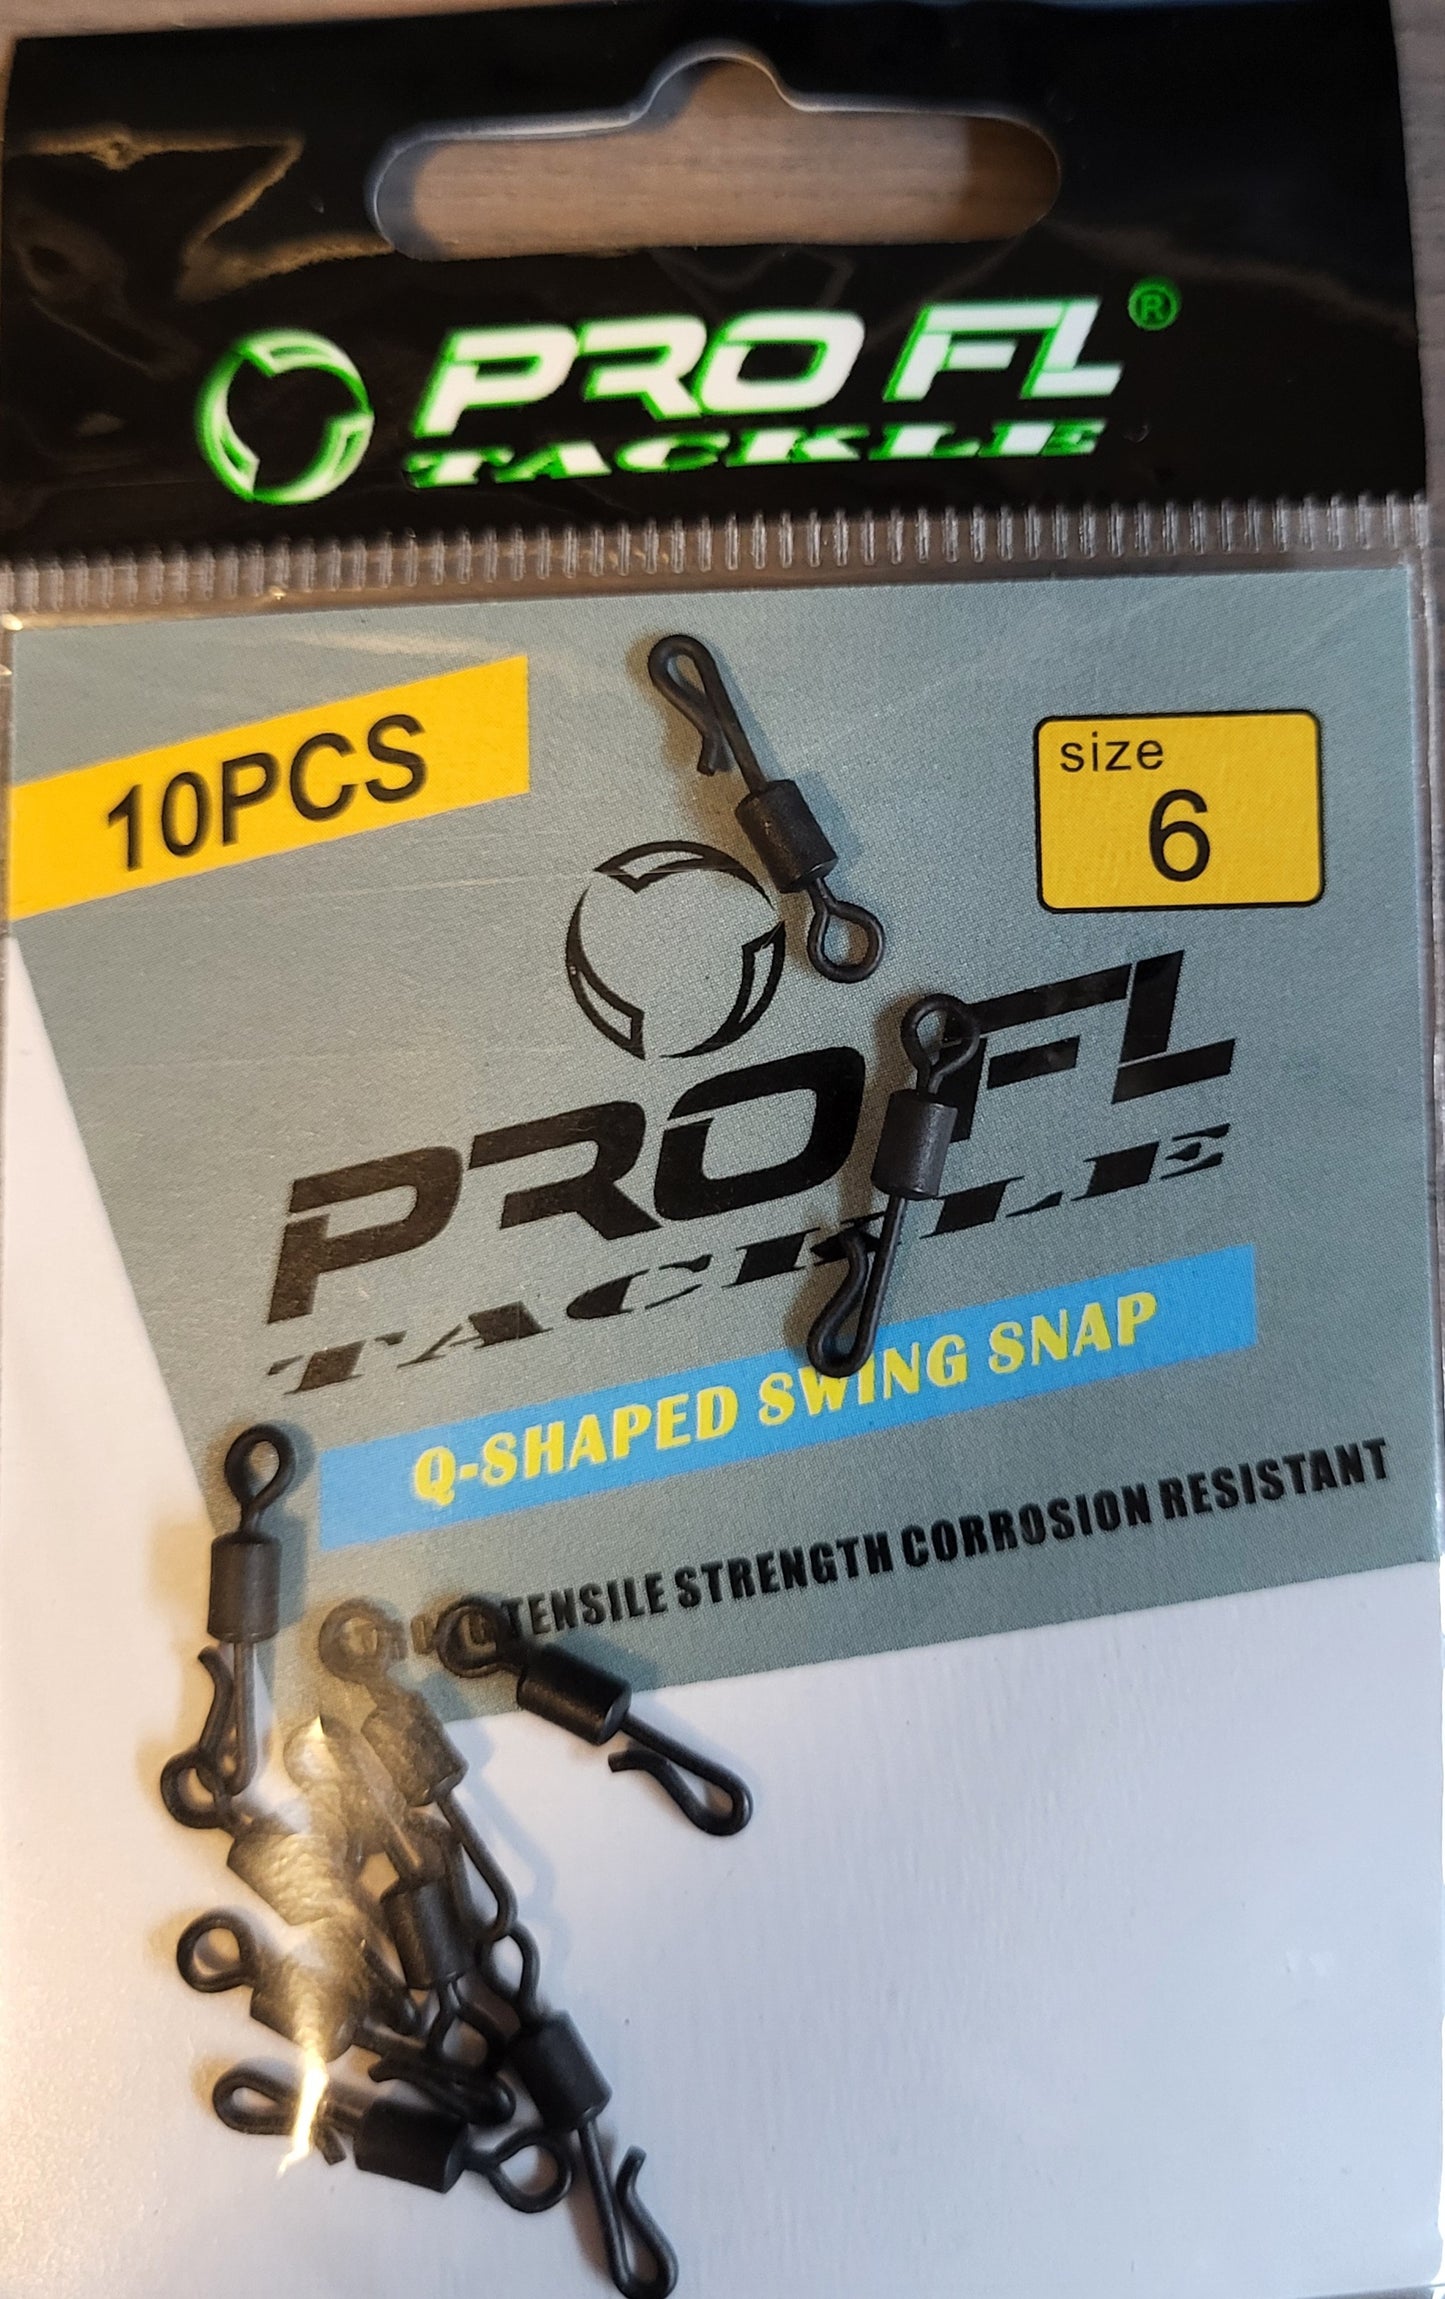 PRO FL®
TACKLE
10PCS
size
6
PRO FL
TACKLE
Q-SHAPED SWING SNAP
TENSILE STRENGTH CORROSION RESISTANT